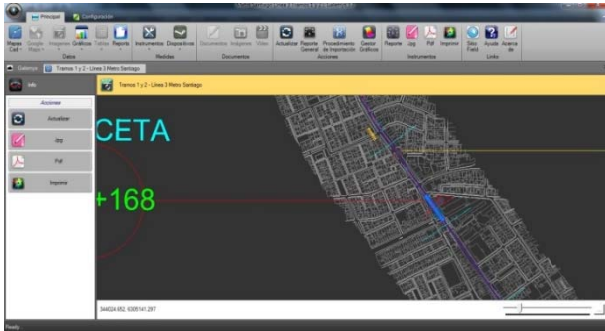 Principal Configuración
Mapas Cad Google Maps Imagenes Gráficos Tablas Reporte Instrumentos Dispositivos Documentos Imágenes Video Actualizar Reporte General Procedimiento de Importación Gestor Gráficos Reporte Jpg Pdf Imprimir Sitio Field Ayuda Acerca de
Datos Medidas Documentos Acciones Instrumentos Links
Tramos 1 y 2 - Línea 3 Metro Santiago
Info
Tramos 1 y 2 - Línea 3 Metro Santiago
Acciones
Actualizar
Jpg
Pdf
Imprimir
CETA
+168
344024.652, 6305141.297
Ready